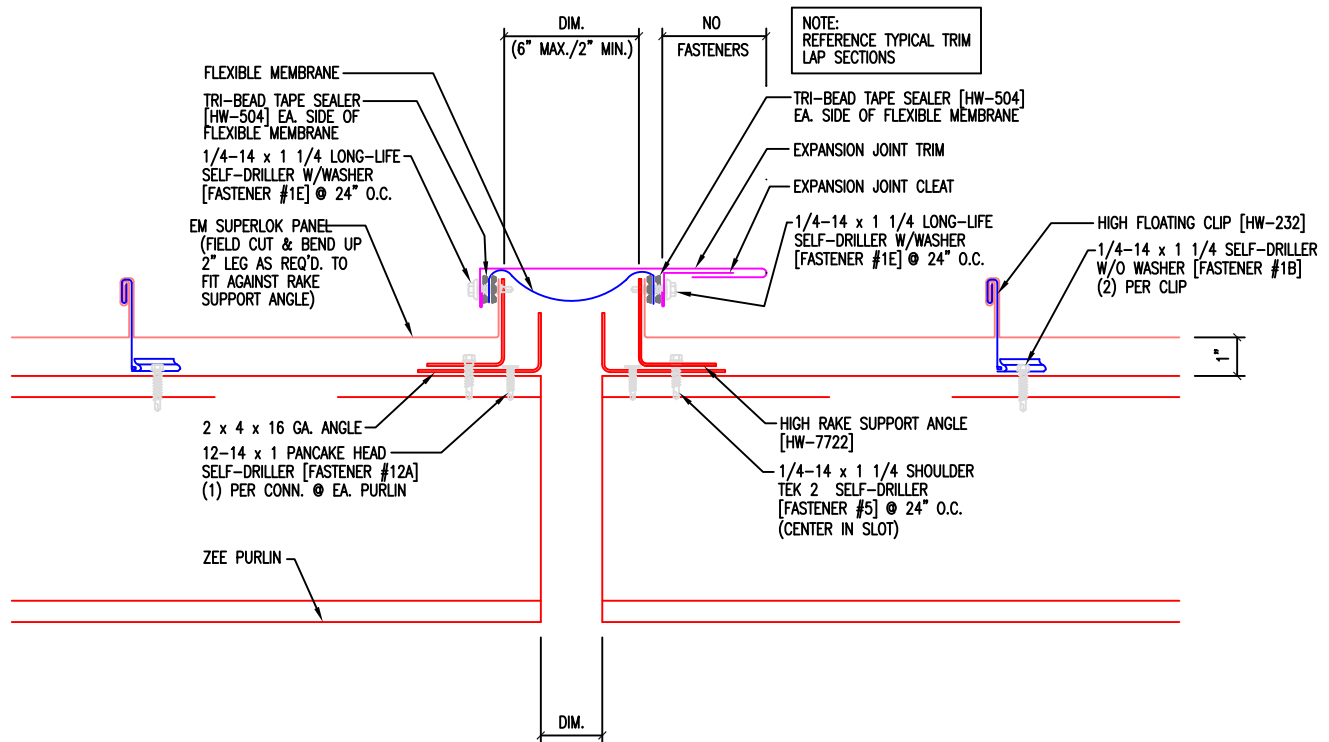 DIM.
(6" MAX./2" MIN.)
NO
FASTENERS
NOTE:
REFERENCE TYPICAL TRIM
LAP SECTIONS
FLEXIBLE MEMBRANE
TRI-BEAD TAPE SEALER
[HW-504] EA. SIDE OF
FLEXIBLE MEMBRANE
1/4-14 x 1 1/4 LONG-LIFE
SELF-DRILLER W/WASHER
[FASTENER #1E] @ 24" O.C.
EM SUPERLOK PANEL
(FIELD CUT & BEND UP
2" LEG AS REQ'D. TO
FIT AGAINST RAKE
SUPPORT ANGLE)
TRI-BEAD TAPE SEALER [HW-504]
EA. SIDE OF FLEXIBLE MEMBRANE
EXPANSION JOINT TRIM
EXPANSION JOINT CLEAT
1/4-14 x 1 1/4 LONG-LIFE
SELF-DRILLER W/WASHER
[FASTENER #1E] @ 24" O.C.
HIGH FLOATING CLIP [HW-232]
1/4-14 x 1 1/4 SELF-DRILLER
W/O WASHER [FASTENER #1B]
(2) PER CLIP
1"
2 x 4 x 16 GA. ANGLE
12-14 x 1 PANCAKE HEAD
SELF-DRILLER [FASTENER #12A]
(1) PER CONN. @ EA. PURLIN
HIGH RAKE SUPPORT ANGLE
[HW-7722]
1/4-14 x 1 1/4 SHOULDER
TEK 2 SELF-DRILLER
[FASTENER #5] @ 24" O.C.
(CENTER IN SLOT)
ZEE PURLIN
DIM.